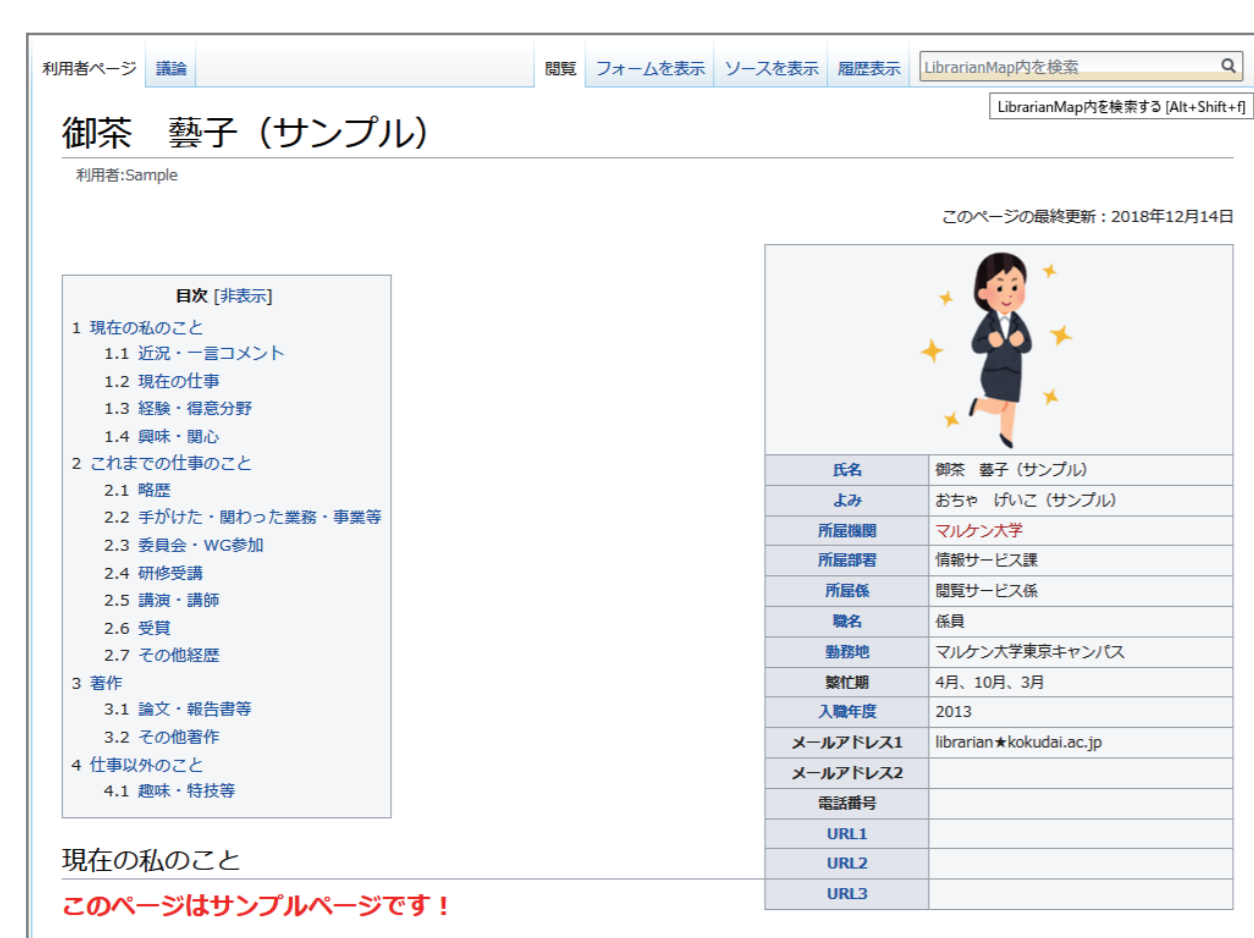 利用者ページ 議論 閲覧 フォームを表示 ソースを表示 履歴表示 LibrarianMap内を検索
LibrarianMap内を検索する [Alt+Shift+f]
御茶　藝子（サンプル）
利用者:Sample
このページの最終更新：2018年12月14日
目次 [非表示]
1 現在の私のこと
1.1 近況・一言コメント
1.2 現在の仕事
1.3 経験・得意分野
1.4 興味・関心
2 これまでの仕事のこと
2.1 略歴
2.2 手がけた・関わった業務・事業等
2.3 委員会・WG参加
2.4 研修受講
2.5 講演・講師
2.6 受賞
2.7 その他経歴
3 著作
3.1 論文・報告書等
3.2 その他著作
4 仕事以外のこと
4.1 趣味・特技等
氏名 御茶　藝子（サンプル）
よみ おちゃ　げいこ（サンプル）
所属機関 マルケン大学
所属部署 情報サービス課
所属係 閲覧サービス係
職名 係員
勤務地 マルケン大学東京キャンパス
繁忙期 4月、10月、3月
入職年度 2013
メールアドレス1 librarian★kokudai.ac.jp
メールアドレス2
電話番号
URL1
URL2
URL3
現在の私のこと
このページはサンプルページです！